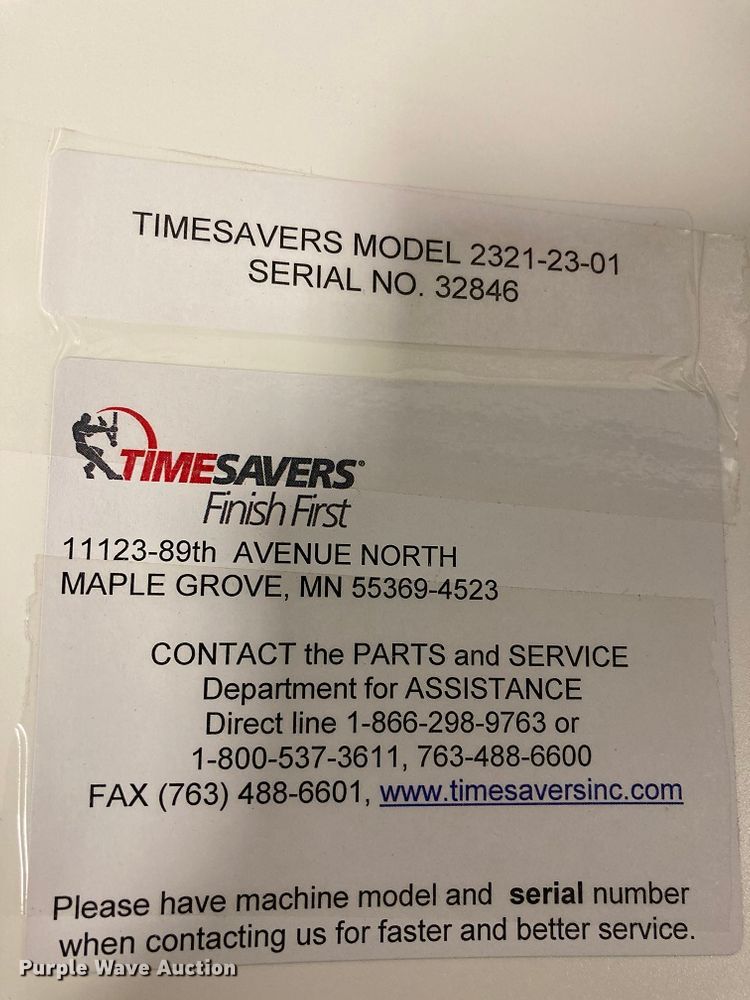 TIMESAVERS MODEL 2321-23-01
SERIAL NO. 32846
TIMESAVERS®
Finish First
11123-89th AVENUE NORTH
MAPLE GROVE, MN 55369-4523
CONTACT the PARTS and SERVICE
Department for ASSISTANCE
Direct line 1-866-298-9763 or
1-800-537-3611, 763-488-6600
FAX (763) 488-6601, www.timesaversinc.com
Please have machine model and serial number
when contacting us for faster and better service.
Purple Wave Auction